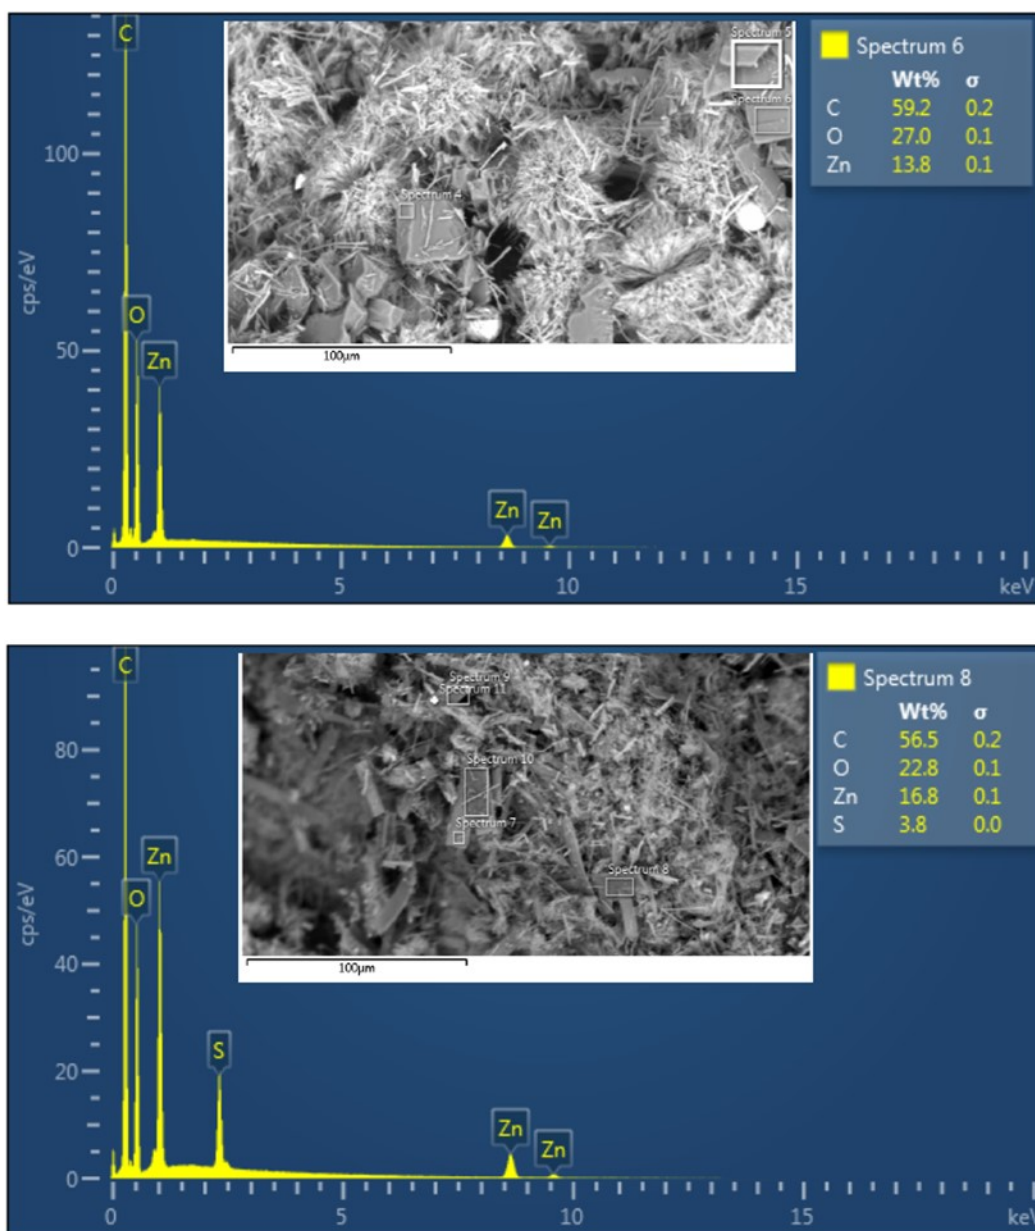 C
O
Zn
Zn
Zn
100
50
0
cps/eV
0
5
10
15
keV
Spectrum 5
Spectrum 6
Spectrum 4
100µm
Spectrum 6
Wt% σ
C 59.2 0.2
O 27.0 0.1
Zn 13.8 0.1
C
O
Zn
S
Zn
Zn
80
60
40
20
0
cps/eV
0
5
10
15
keV
Spectrum 9
Spectrum 11
Spectrum 10
Spectrum 7
Spectrum 8
100µm
Spectrum 8
Wt% σ
C 56.5 0.2
O 22.8 0.1
Zn 16.8 0.1
S 3.8 0.0